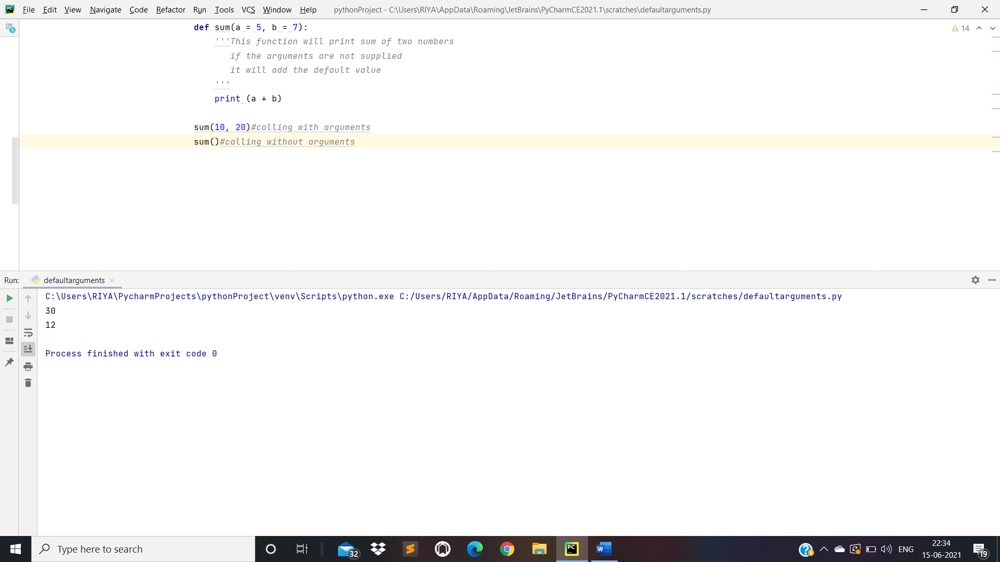 PC File Edit View Navigate Code Refactor Run Tools VCS Window Help pythonProject - C:\Users\RIYA\AppData\Roaming\JetBrains\PyCharmCE2021.1\scratches\defaultarguments.py
def sum(a = 5, b = 7):
14
'''This function will print sum of two numbers
if the arguments are not supplied
it will add the default value
'''
print (a + b)
sum(10, 20)#calling with arguments
sum()#calling without arguments
Run: defaultarguments
C:\Users\RIYA\PycharmProjects\pythonProject\venv\Scripts\python.exe C:/Users/RIYA/AppData/Roaming/JetBrains/PyCharmCE2021.1/scratches/defaultarguments.py
30
12
Process finished with exit code 0
Type here to search
32
PC
W
ENG
22:34
15-06-2021
19